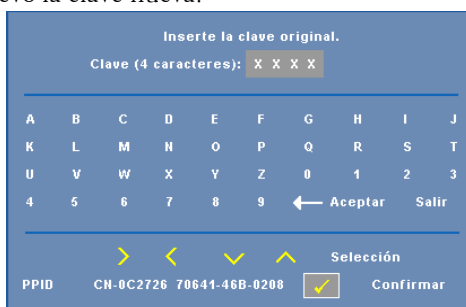 evo la clave nueva.
Inserte la clave original.
Clave (4 caracteres): X X X X
A B C D E F G H I J
K L M N O P Q R S T
U V W X Y Z 0 1 2 3
4 5 6 7 8 9 Aceptar Salir
Selección
PPID CN-0C2726 70641-46B-0208 Confirmar